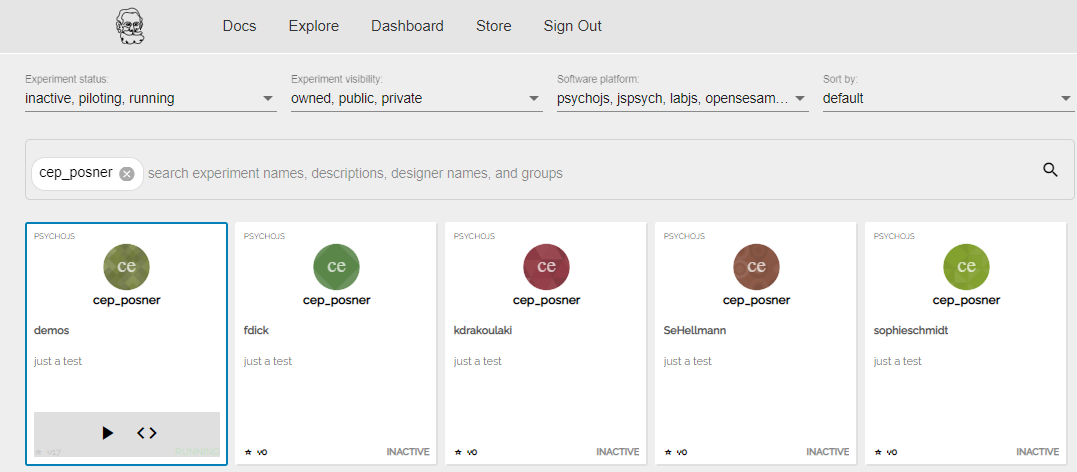 Docs Explore Dashboard Store Sign Out
Experiment status: Experiment visibility: Software platform: Sort by:
inactive, piloting, running owned, public, private psychojs, jspsych, labjs, opensesam... default
cep_posner search experiment names, descriptions, designer names, and groups
PSYCHOJS PSYCHOJS PSYCHOJS PSYCHOJS PSYCHOJS
ce ce ce ce ce
cep_posner cep_posner cep_posner cep_posner cep_posner
demos fdick kdrakoulaki SeHellmann sophieschmidt
just a test just a test just a test just a test just a test
v17 RUNNING v0 INACTIVE v0 INACTIVE v0 INACTIVE v0 INACTIVE